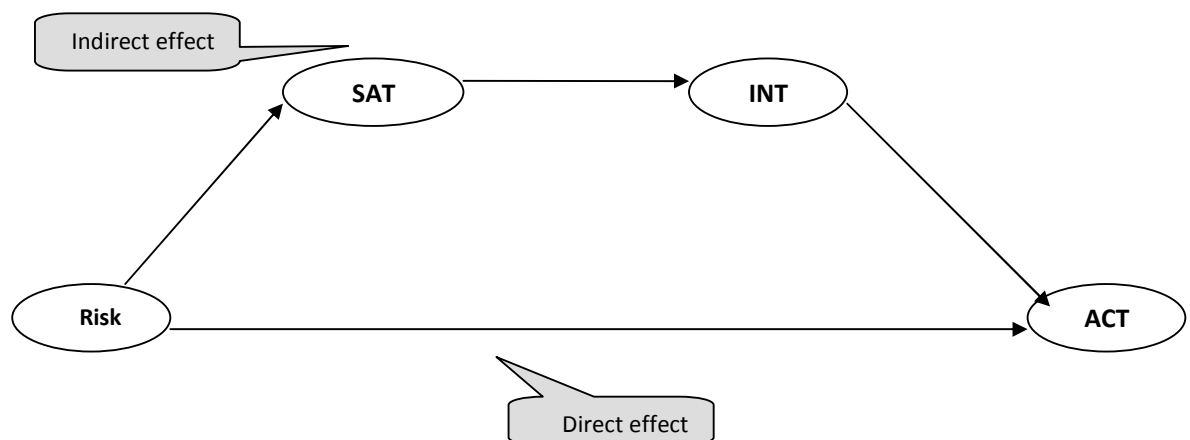 Indirect effect
SAT
INT
Risk
ACT
Direct effect